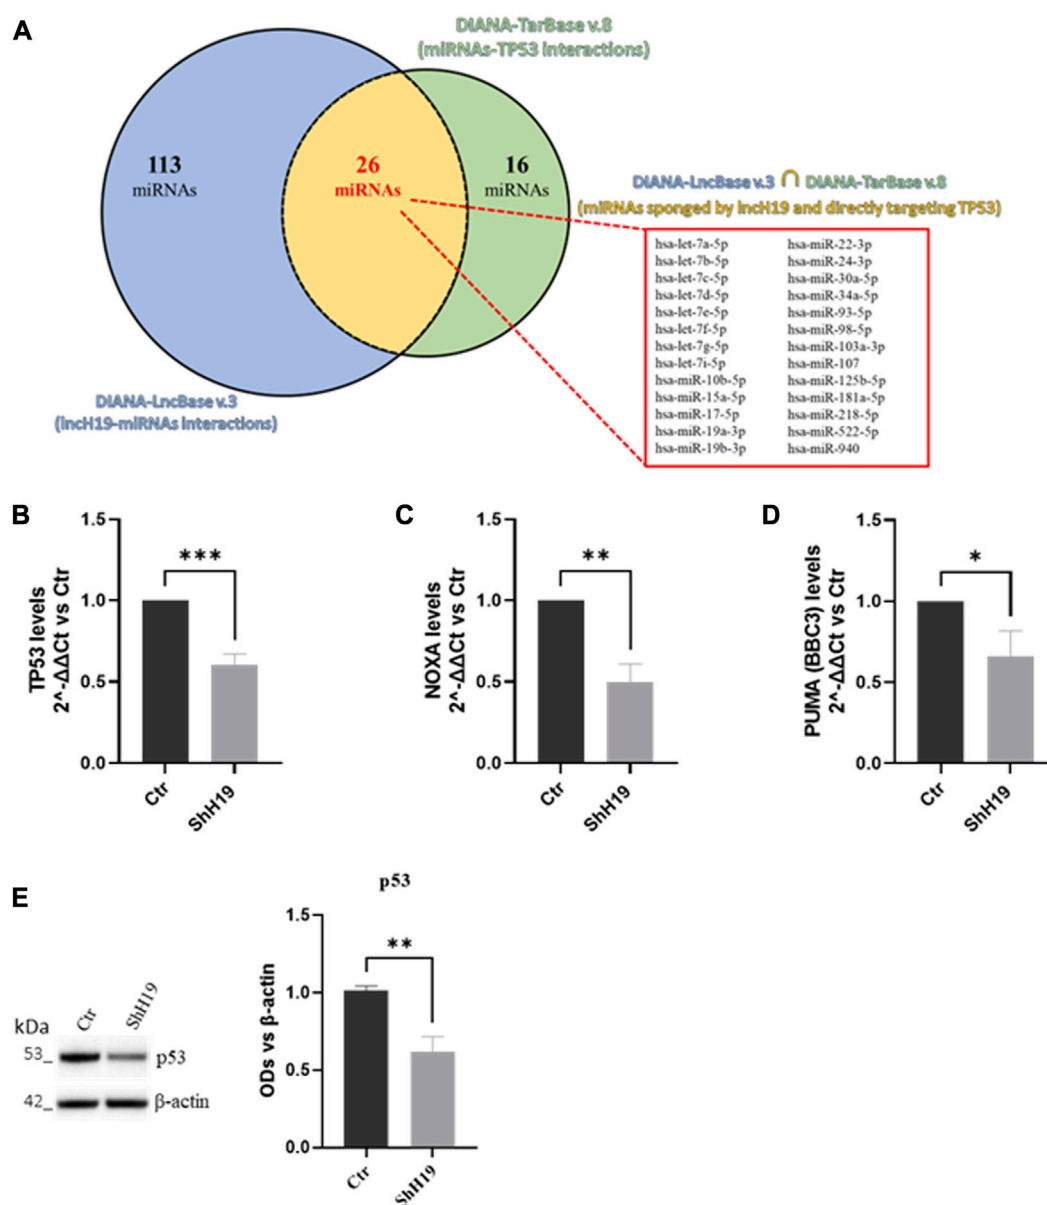 A
DIANA-TarBase v.8
(miRNAs-TP53 interactions)
113
miRNAs
26
miRNAs
16
miRNAs
DIANA-LncBase v.3 ∩ DIANA-TarBase v.8
(miRNAs sponged by lncH19 and directly targeting TP53)
hsa-let-7a-5p
hsa-let-7b-5p
hsa-let-7c-5p
hsa-let-7d-5p
hsa-let-7e-5p
hsa-let-7f-5p
hsa-let-7g-5p
hsa-let-7i-5p
hsa-miR-10b-5p
hsa-miR-15a-5p
hsa-miR-17-5p
hsa-miR-19a-3p
hsa-miR-19b-3p
hsa-miR-22-3p
hsa-miR-24-3p
hsa-miR-30a-5p
hsa-miR-34a-5p
hsa-miR-93-5p
hsa-miR-98-5p
hsa-miR-103a-3p
hsa-miR-107
hsa-miR-125b-5p
hsa-miR-181a-5p
hsa-miR-218-5p
hsa-miR-522-5p
hsa-miR-940
DIANA-LncBase v.3
(lncH19-miRNAs interactions)
B
TP53 levels
2^-ΔΔCt vs Ctr
1.5
1.0
0.5
0.0
***
Ctr
ShH19
C
NOXA levels
2^-ΔΔCt vs Ctr
1.5
1.0
0.5
0.0
**
Ctr
ShH19
D
PUMA (BBC3) levels
2^-ΔΔCt vs Ctr
1.5
1.0
0.5
0.0
*
Ctr
ShH19
E
kDa
Ctr
ShH19
53_
p53
42_
β-actin
p53
ODs vs β-actin
1.5
1.0
0.5
0.0
**
Ctr
ShH19